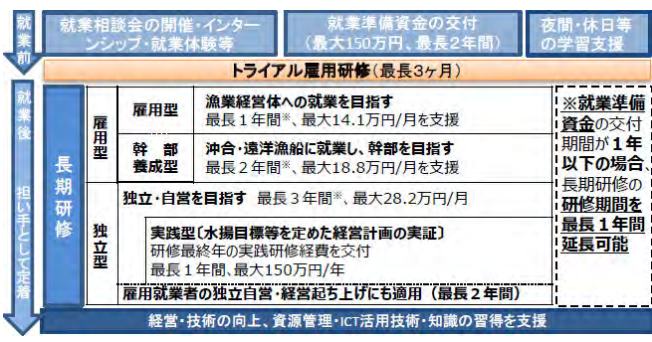 就業前
就業相談会の開催・インター
ンシップ・就業体験等
就業準備資金の交付
(最大150万円、最長2年間)
夜間・休日等
の学習支援
トライアル雇用研修(最長3ヶ月)
就業後 担い手として定着
長期研修
雇用型
雇用型
漁業経営体への就業を目指す
最長1年間※、最大14.1万円/月を支援
幹部
養成型
沖合・遠洋漁船に就業し、幹部を目指す
最長2年間※、最大18.8万円/月を支援
独立型
独立・自営を目指す 最長3年間※、最大28.2万円/月
実践型〔水揚目標等を定めた経営計画の実証〕
研修最終年の実践研修経費を交付
最長1年間、最大150万円/年
雇用就業者の独立自営・経営起ち上げにも適用(最長2年間)
※就業準備
資金の交付
期間が1年
以下の場合、
長期研修の
研修期間を
最長1年間
延長可能
経営・技術の向上、資源管理・ICT活用技術・知識の習得を支援